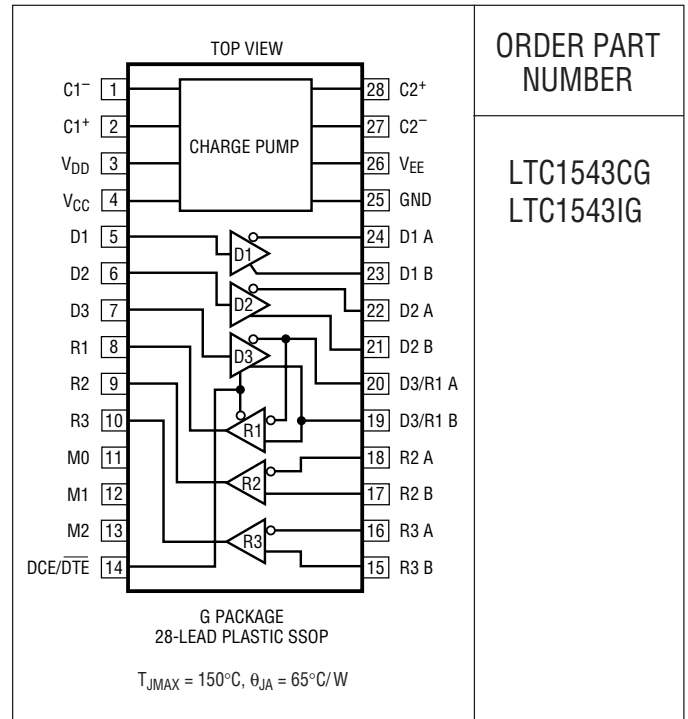 TOP VIEW
C1⁻ 1
C1⁺ 2
V_DD 3
V_CC 4
D1 5
D2 6
D3 7
R1 8
R2 9
R3 10
M0 11
M1 12
M2 13
DCE/D̅T̅E̅ 14
CHARGE PUMP
D1
D2
D3
R1
R2
R3
28 C2⁺
27 C2⁻
26 V_EE
25 GND
24 D1 A
23 D1 B
22 D2 A
21 D2 B
20 D3/R1 A
19 D3/R1 B
18 R2 A
17 R2 B
16 R3 A
15 R3 B
G PACKAGE
28-LEAD PLASTIC SSOP
T_JMAX = 150°C, θ_JA = 65°C/W
ORDER PART
NUMBER
LTC1543CG
LTC1543IG